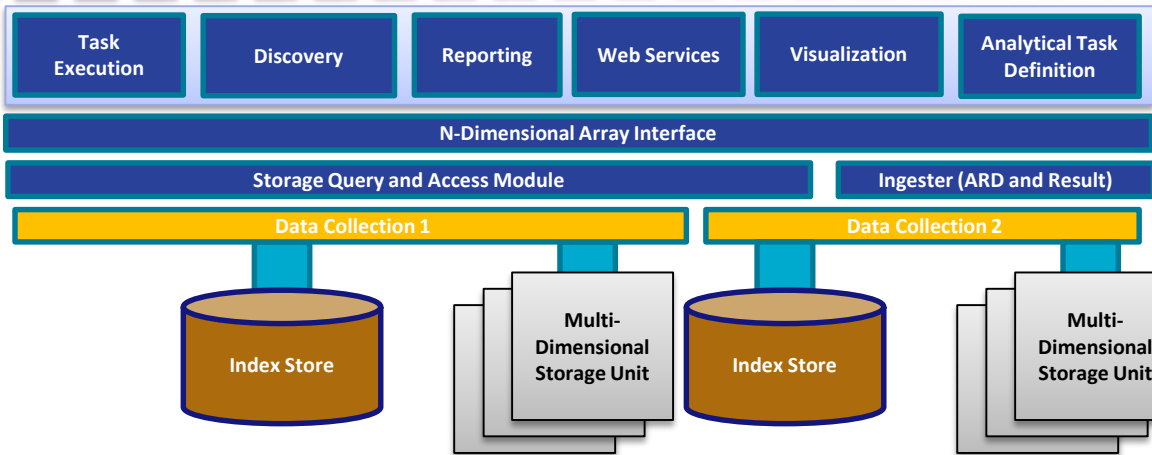 Task
Execution
Discovery
Reporting
Web Services
Visualization
Analytical Task
Definition
N-Dimensional Array Interface
Storage Query and Access Module
Ingester (ARD and Result)
Data Collection 1
Data Collection 2
Index Store
Multi-
Dimensional
Storage Unit
Index Store
Multi-
Dimensional
Storage Unit